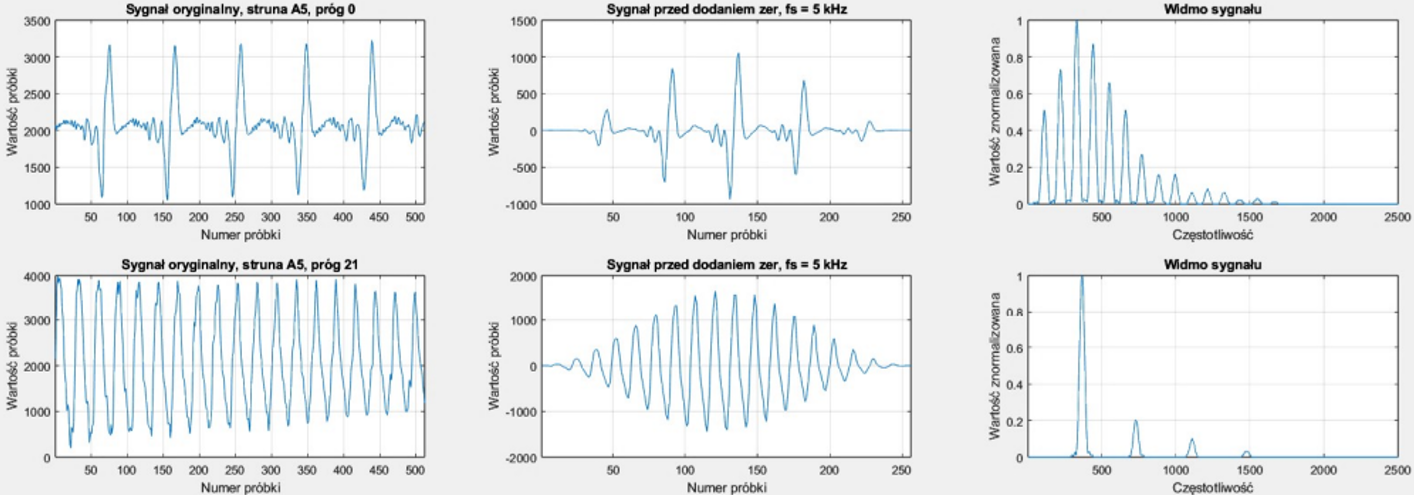 Sygnał oryginalny, struna A5, próg 0
Wartość próbki
3500
3000
2500
2000
1500
1000
50 100 150 200 250 300 350 400 450 500
Numer próbki
Sygnał przed dodaniem zer, fs = 5 kHz
Wartość próbki
1500
1000
500
0
-500
-1000
50 100 150 200 250
Numer próbki
Widmo sygnału
Wartość znormalizowana
1
0.8
0.6
0.4
0.2
0
500 1000 1500 2000 2500
Częstotliwość
Sygnał oryginalny, struna A5, próg 21
Wartość próbki
4000
3000
2000
1000
0
50 100 150 200 250 300 350 400 450 500
Numer próbki
Sygnał przed dodaniem zer, fs = 5 kHz
Wartość próbki
2000
1000
0
-1000
-2000
50 100 150 200 250
Numer próbki
Widmo sygnału
Wartość znormalizowana
1
0.8
0.6
0.4
0.2
0
500 1000 1500 2000 2500
Częstotliwość